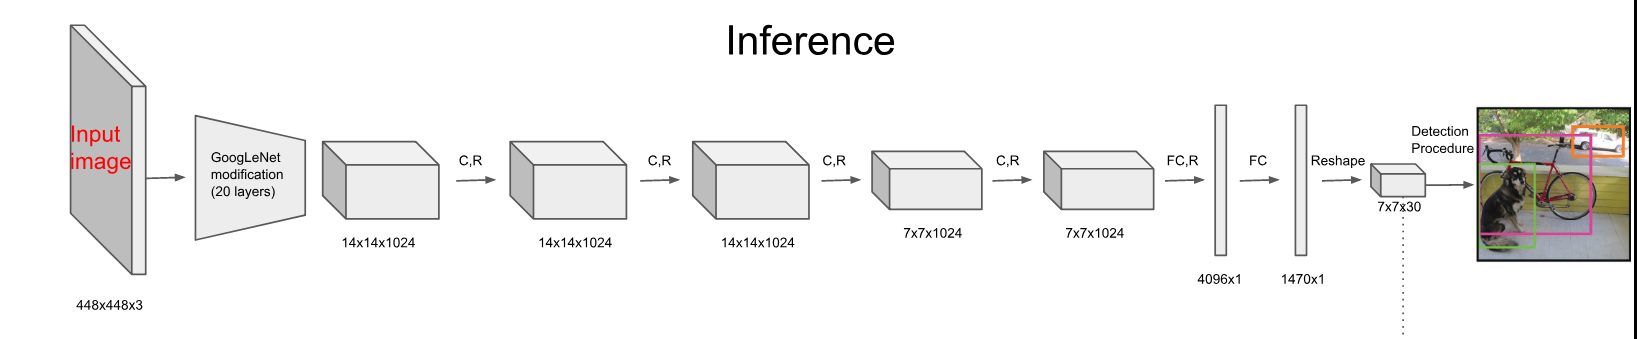 Inference
Input
image
448x448x3
GoogLeNet
modification
(20 layers)
14x14x1024
C,R
14x14x1024
C,R
14x14x1024
C,R
7x7x1024
C,R
7x7x1024
FC,R
4096x1
FC
1470x1
Reshape
7x7x30
Detection
Procedure